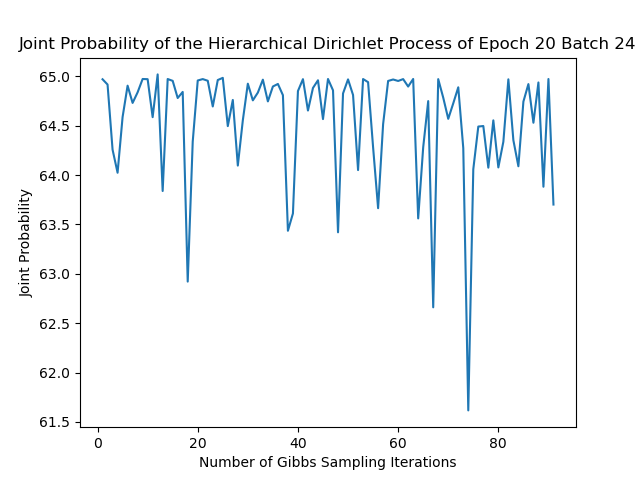 Joint Probability of the Hierarchical Dirichlet Process of Epoch 20 Batch 24
65.0
64.5
64.0
63.5
63.0
62.5
62.0
61.5
Joint Probability
0 20 40 60 80
Number of Gibbs Sampling Iterations